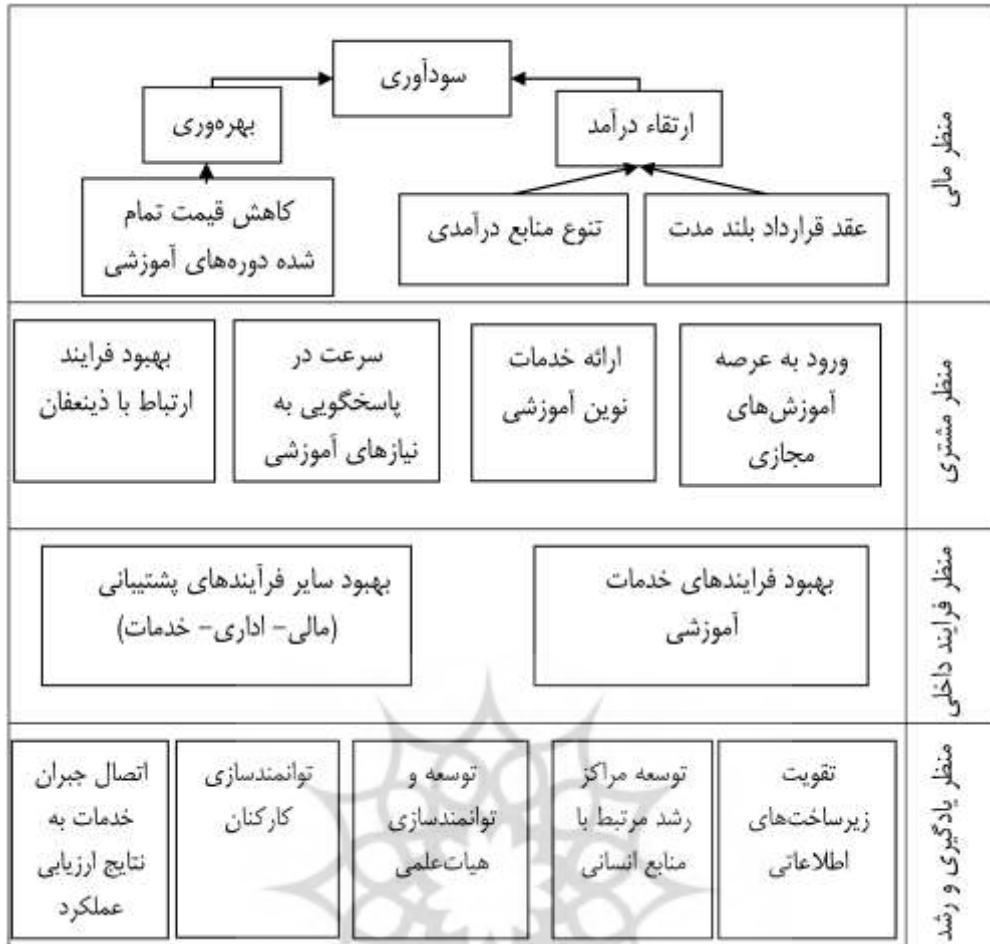 منظر مالی
سودآوری
ارتقاء درآمد
بهره‌وری
عقد قرارداد بلند مدت
تنوع منابع درآمدی
کاهش قیمت تمام
شده دوره‌های آموزشی
منظر مشتری
ورود به عرصه
آموزش‌های
مجازی
ارائه خدمات
نوین آموزشی
سرعت در
پاسخگویی به
نیازهای آموزشی
بهبود فرایند
ارتباط با ذینعفان
منظر فرایند داخلی
بهبود فرایندهای خدمات
آموزشی
بهبود سایر فرآیندهای پشتیبانی
(مالی- اداری- خدمات)
منظر یادگیری و رشد
تقویت
زیرساخت‌های
اطلاعاتی
توسعه مراکز
رشد مرتبط با
منابع انسانی
توسعه و
توانمندسازی
هیات‌علمی
توانمندسازی
کارکنان
اتصال جبران
خدمات به
نتایج ارزیابی
عملکرد